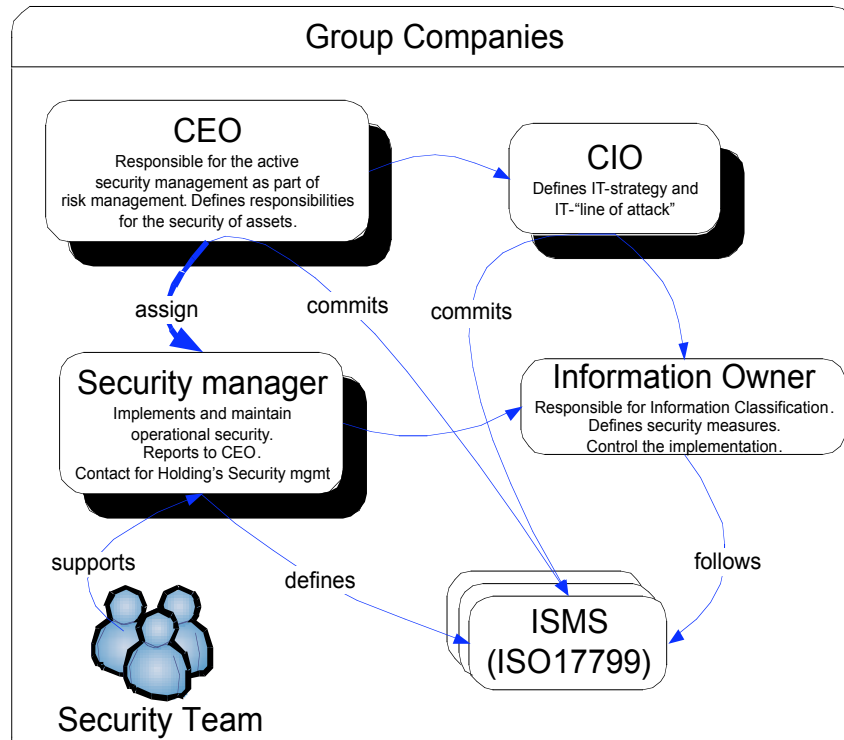 Group Companies
CEO
Responsible for the active
security management as part of
risk management. Defines responsibilities
for the security of assets.
CIO
Defines IT-strategy and
IT-“line of attack”
assign
commits
commits
Security manager
Implements and maintain
operational security.
Reports to CEO.
Contact for Holding’s Security mgmt
Information Owner
Responsible for Information Classification.
Defines security measures.
Control the implementation.
supports
defines
follows
ISMS
(ISO17799)
Security Team